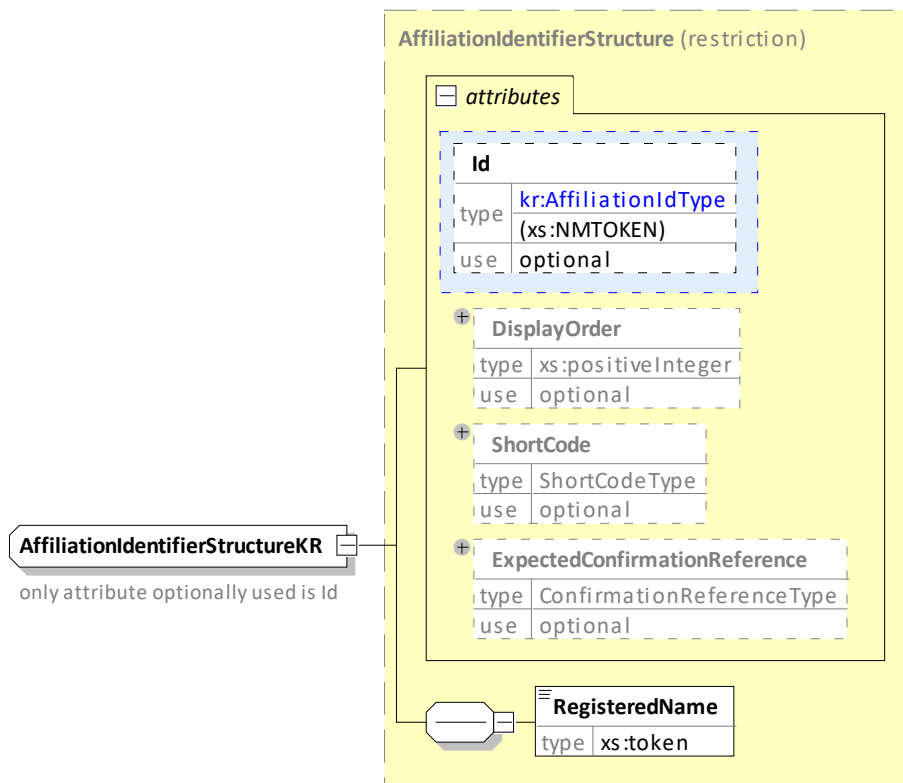 AffiliationIdentifierStructure (restriction)
attributes
Id
type kr:AffiliationIdType
(xs:NMTOKEN)
use optional
DisplayOrder
type xs:positiveInteger
use optional
ShortCode
type ShortCodeType
use optional
ExpectedConfirmationReference
type ConfirmationReferenceType
use optional
AffiliationIdentifierStructureKR
only attribute optionally used is Id
RegisteredName
type xs:token